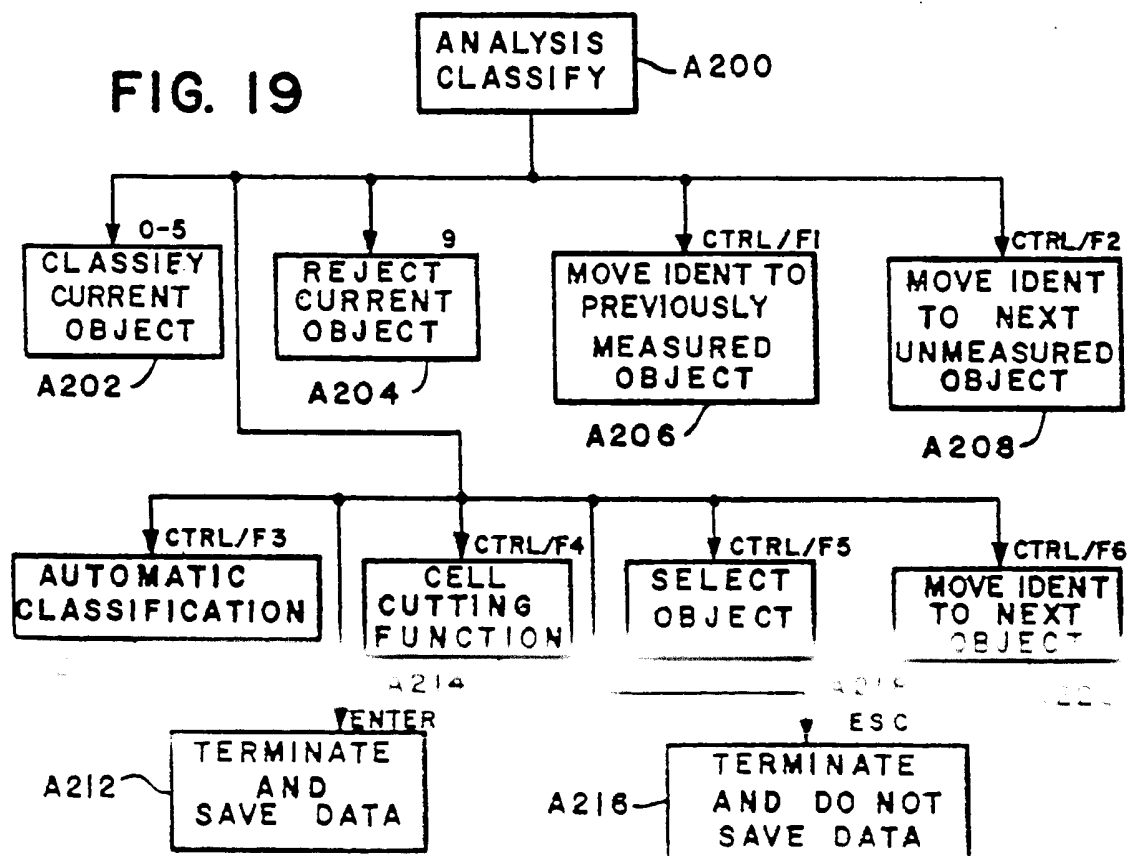 FIG. 19
ANALYSIS
CLASSIFY
A200
0-5
CLASSIFY
CURRENT
OBJECT
A202
9
REJECT
CURRENT
OBJECT
A204
CTRL/F1
MOVE IDENT TO
PREVIOUSLY
MEASURED
OBJECT
A206
CTRL/F2
MOVE IDENT
TO NEXT
UNMEASURED
OBJECT
A208
CTRL/F3
AUTOMATIC
CLASSIFICATION
CTRL/F4
CELL
CUTTING
FUNCTION
A214
CTRL/F5
SELECT
OBJECT
CTRL/F6
MOVE IDENT
TO NEXT
OBJECT
ENTER
TERMINATE
AND
SAVE DATA
A212
ESC
TERMINATE
AND DO NOT
SAVE DATA
A216